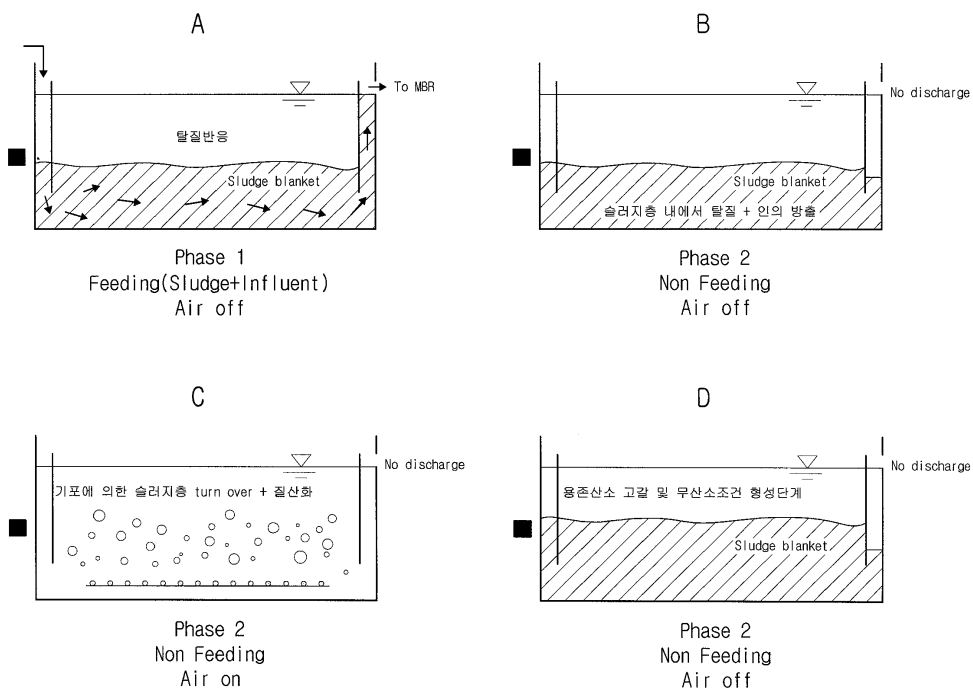 A
To MBR
탈질반응
Sludge blanket
Phase 1
Feeding(Sludge+Influent)
Air off
B
No discharge
Sludge blanket
슬러지층 내에서 탈질 + 인의 방출
Phase 2
Non Feeding
Air off
C
No discharge
기포에 의한 슬러지층 turn over + 질산화
Phase 2
Non Feeding
Air on
D
No discharge
용존산소 고갈 및 무산소조건 형성단계
Sludge blanket
Phase 2
Non Feeding
Air off